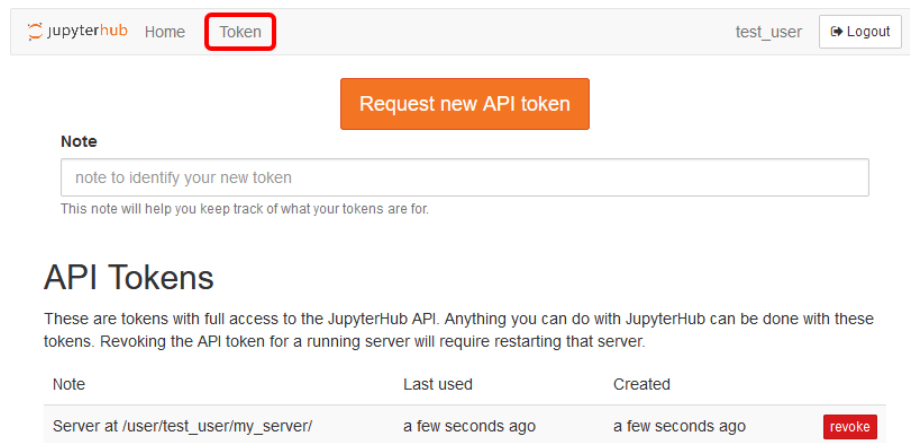 jupyterhub Home Token test_user Logout
Request new API token
Note
note to identify your new token
This note will help you keep track of what your tokens are for.
API Tokens
These are tokens with full access to the JupyterHub API. Anything you can do with JupyterHub can be done with these
tokens. Revoking the API token for a running server will require restarting that server.
Note Last used Created
Server at /user/test_user/my_server/ a few seconds ago a few seconds ago revoke